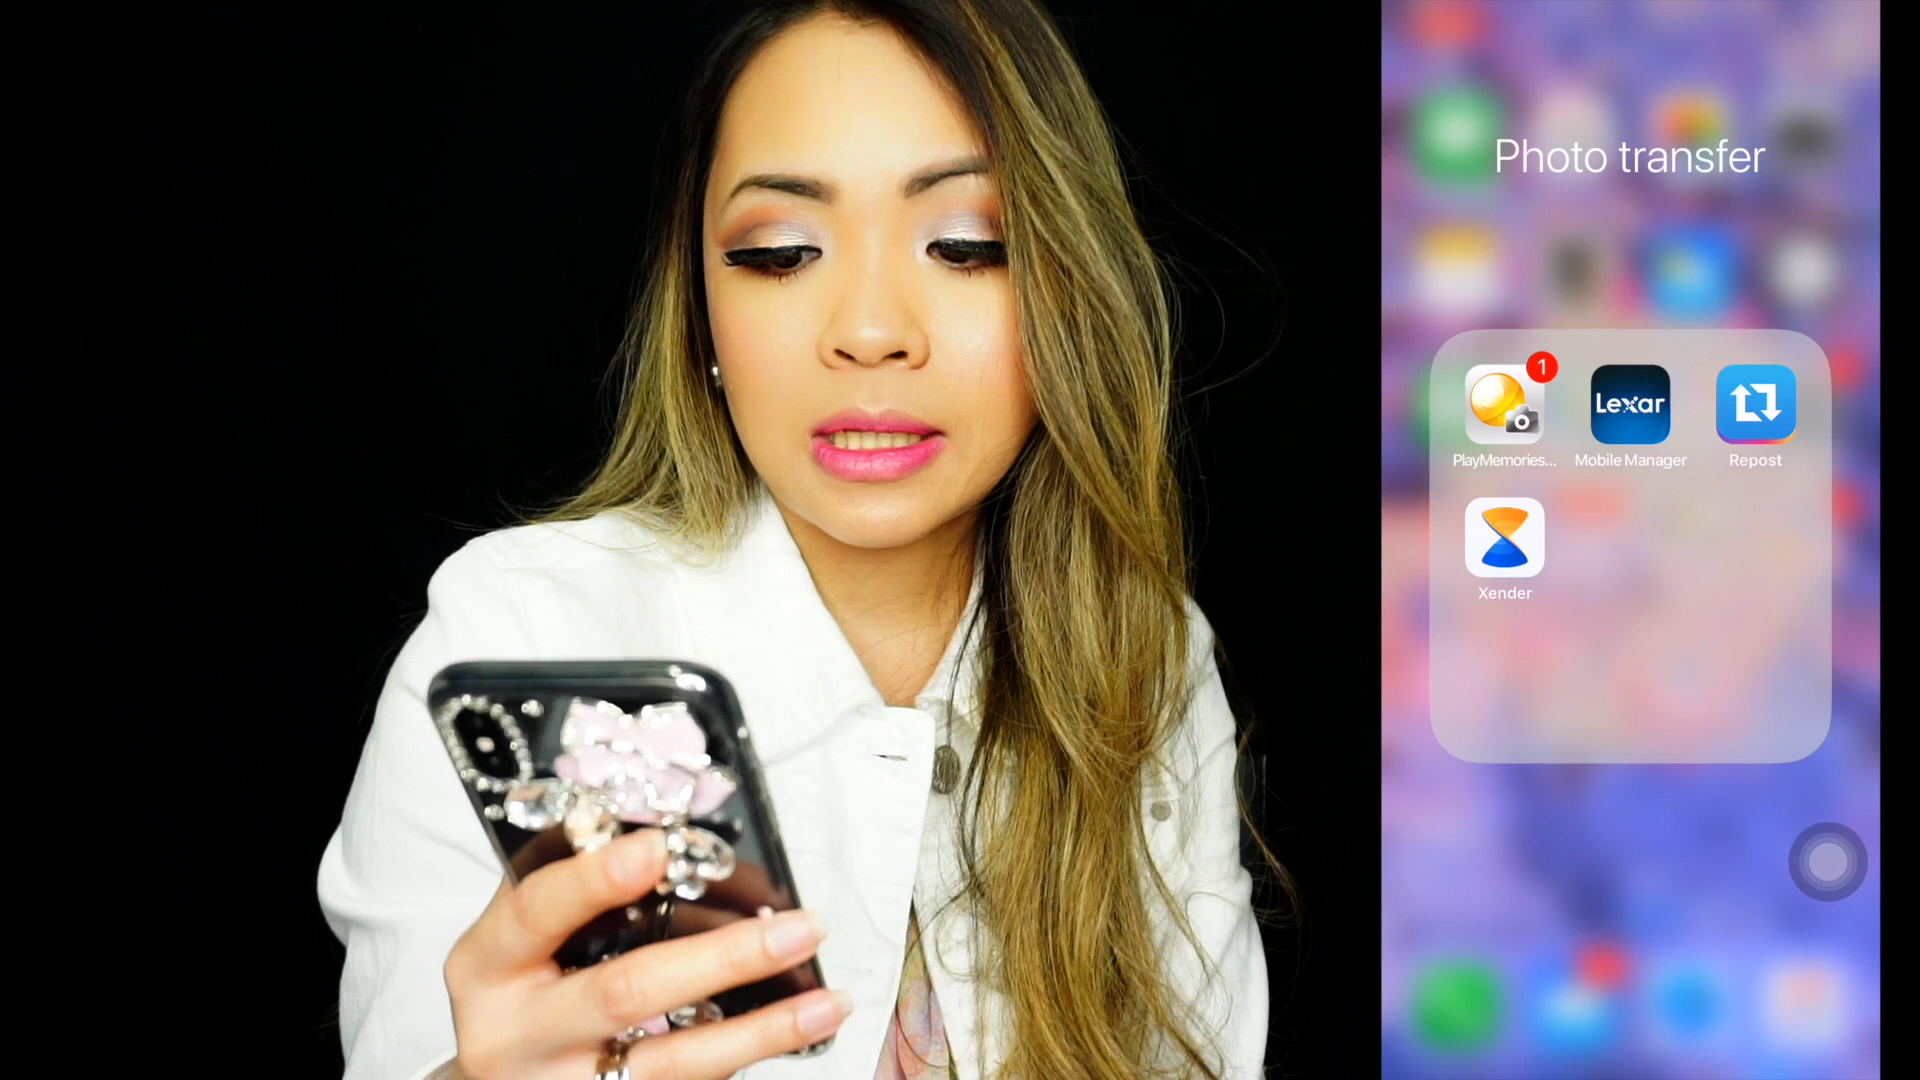 Photo transfer
1
Lexar
PlayMemories...
Mobile Manager
Repost
Xender